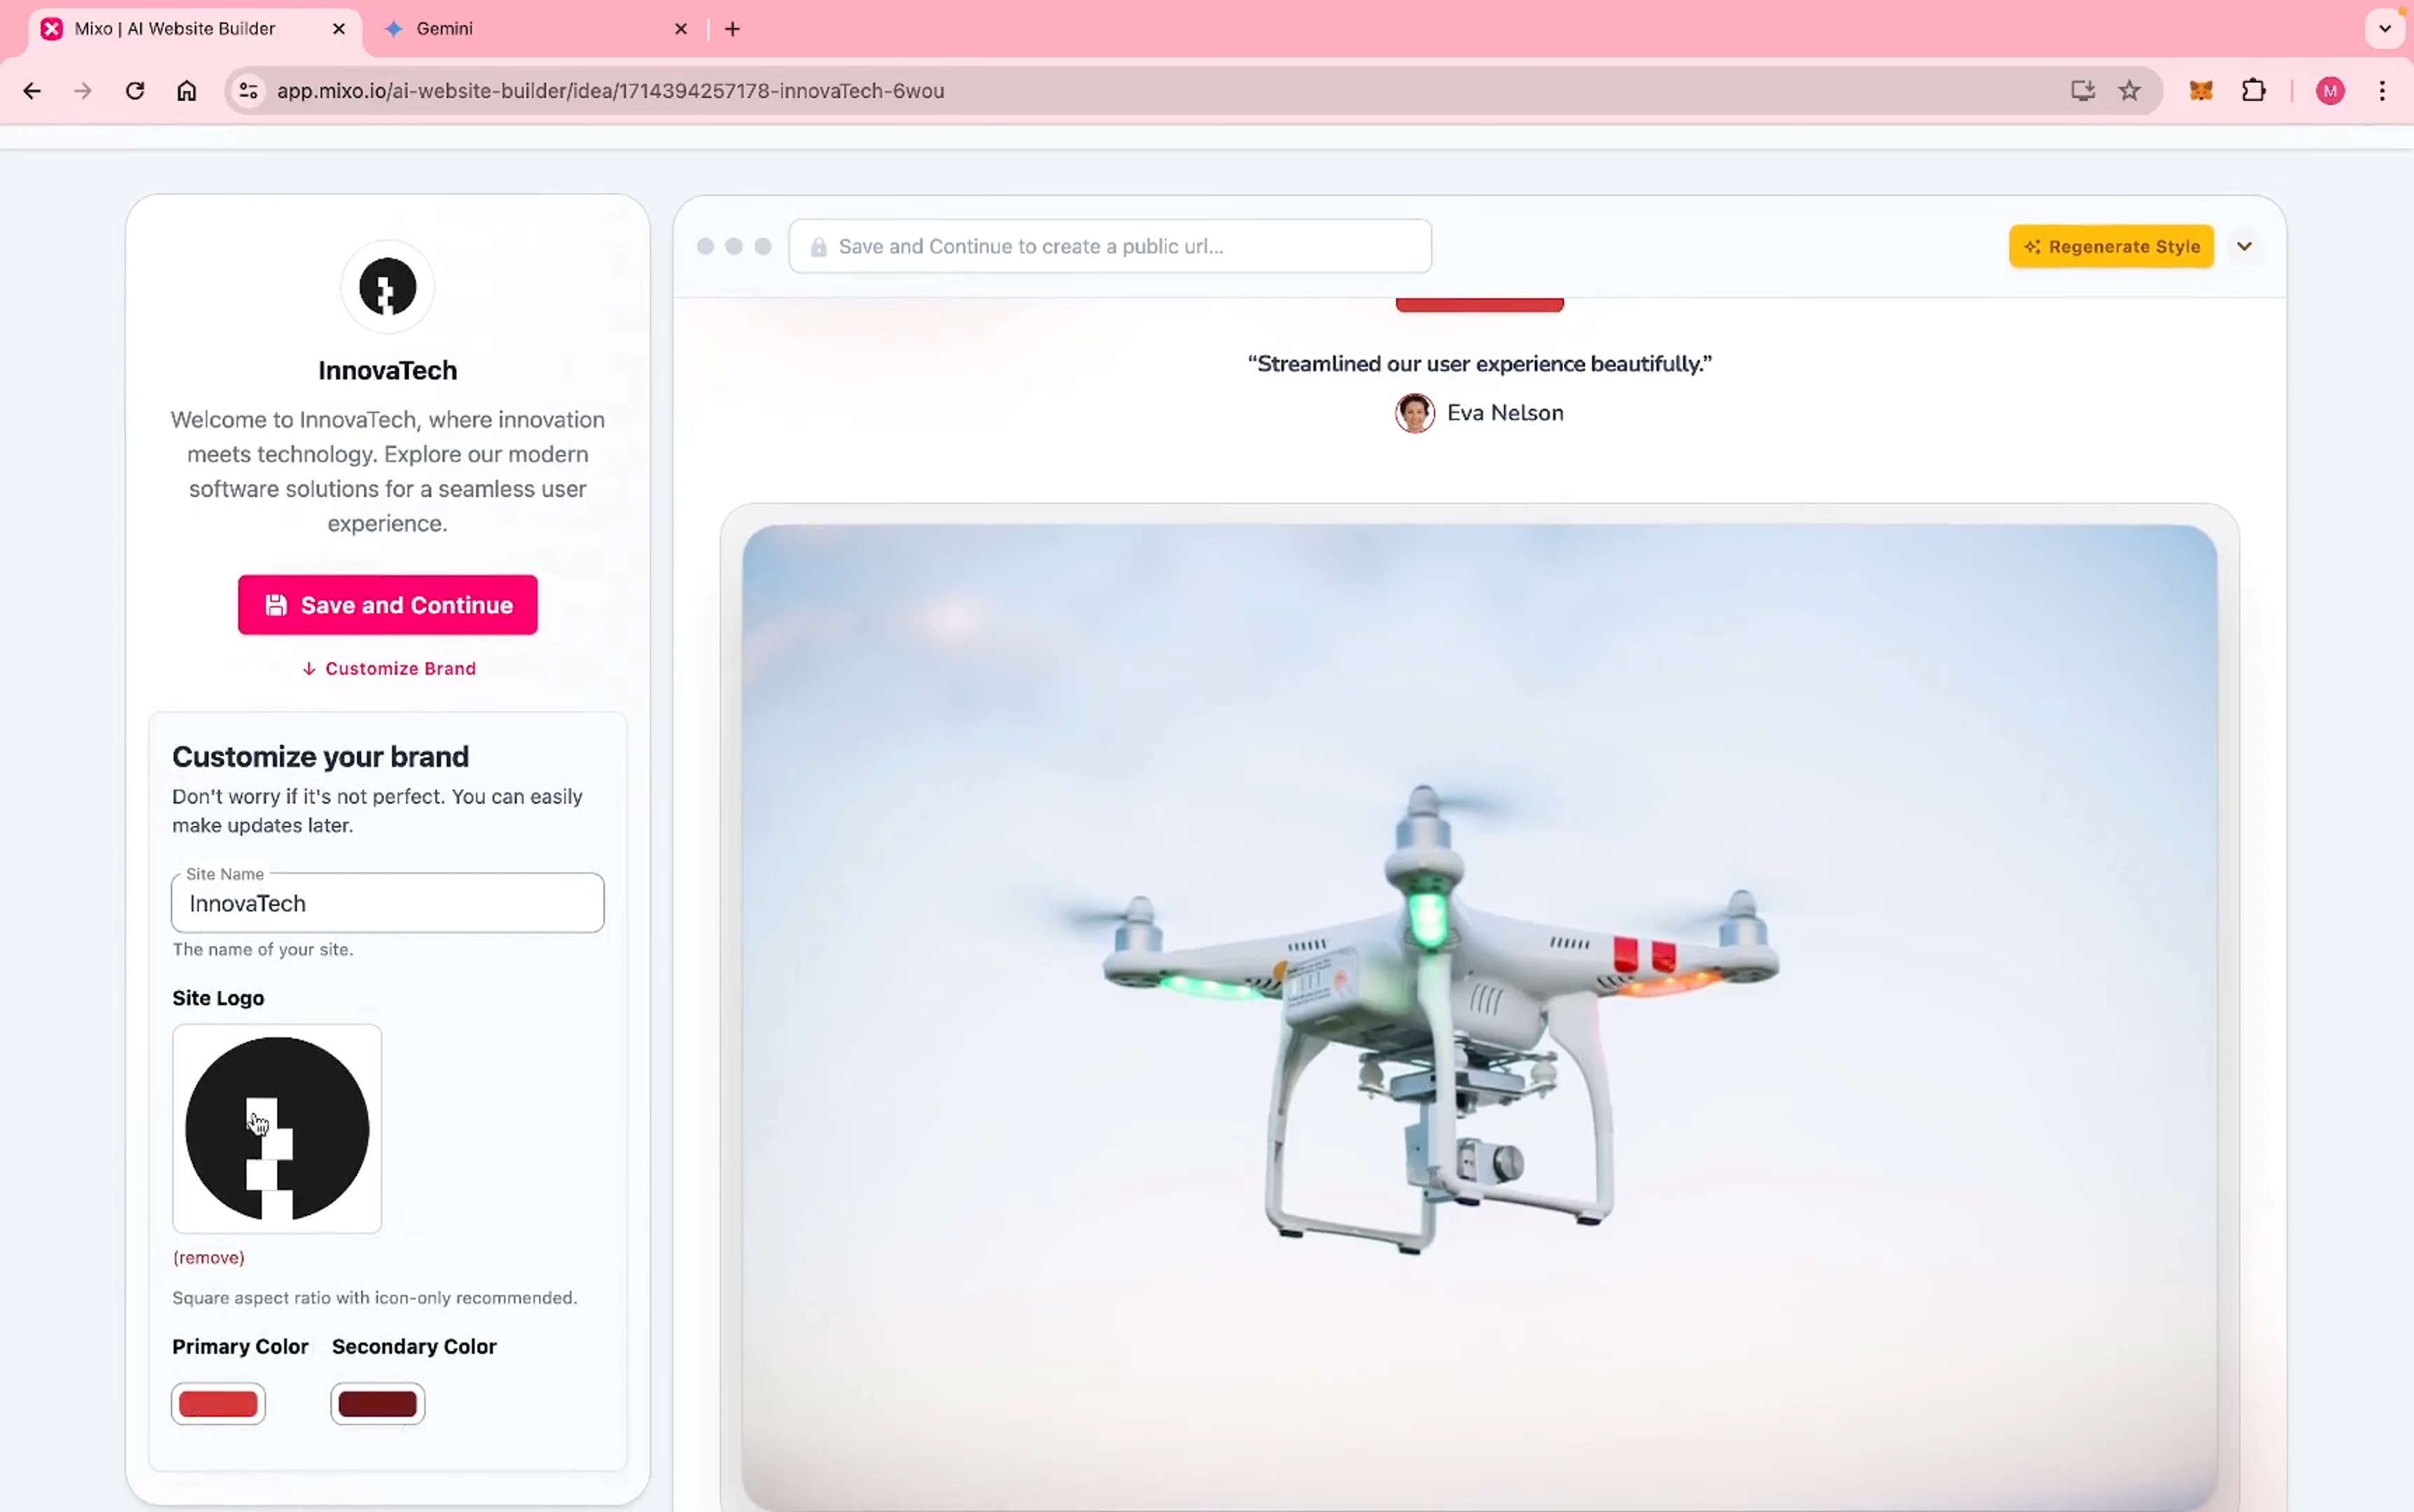 Mixo | AI Website Builder
Gemini
app.mixo.io/ai-website-builder/idea/1714394257178-innovaTech-6wou
M
InnovaTech
Welcome to InnovaTech, where innovation
meets technology. Explore our modern
software solutions for a seamless user
experience.
Save and Continue
↓ Customize Brand
Customize your brand
Don't worry if it's not perfect. You can easily
make updates later.
Site Name
InnovaTech
The name of your site.
Site Logo
(remove)
Square aspect ratio with icon-only recommended.
Primary Color
Secondary Color
Save and Continue to create a public url...
Regenerate Style
“Streamlined our user experience beautifully.”
Eva Nelson